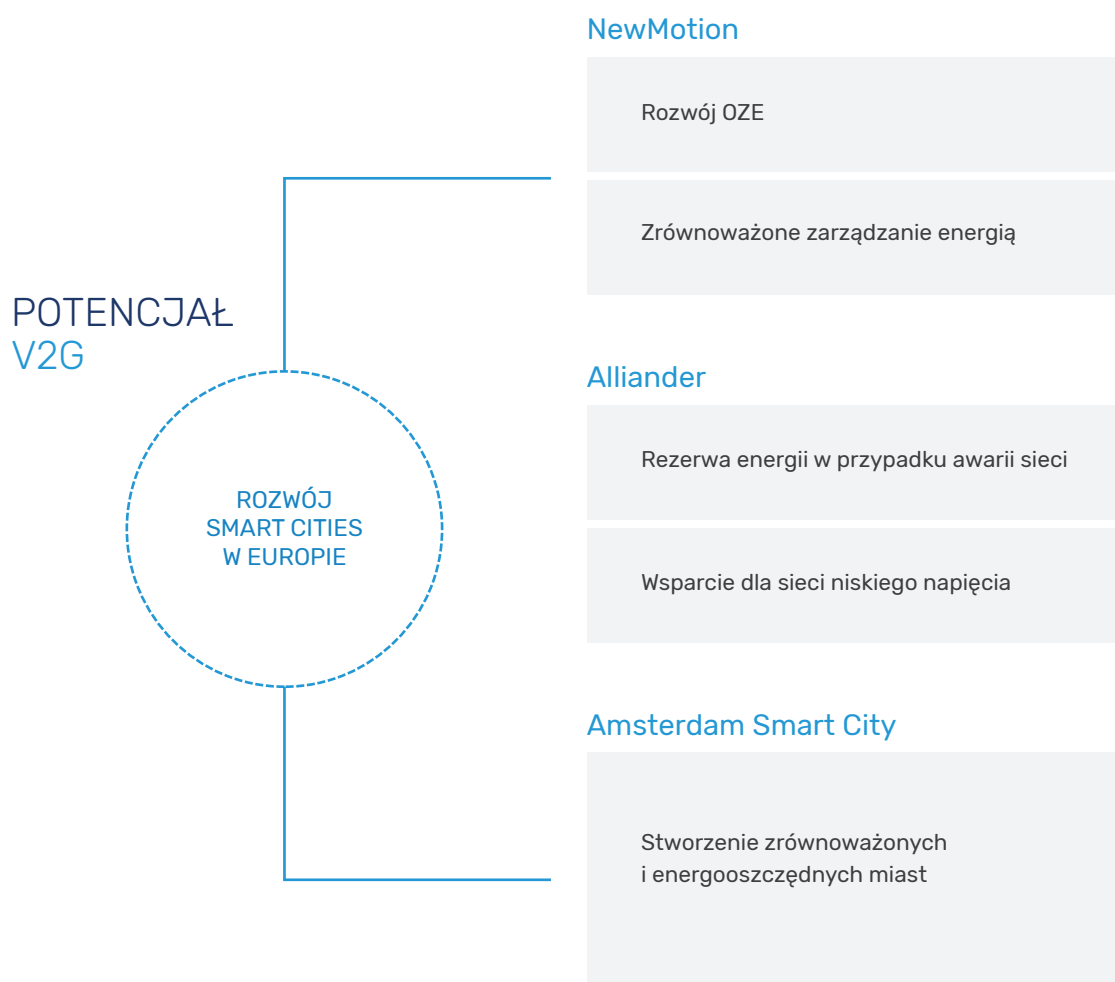 POTENCJAŁ
V2G
ROZWÓJ
SMART CITIES
W EUROPIE
NewMotion
Rozwój OZE
Zrównoważone zarządzanie energią
Alliander
Rezerwa energii w przypadku awarii sieci
Wsparcie dla sieci niskiego napięcia
Amsterdam Smart City
Stworzenie zrównoważonych
i energooszczędnych miast